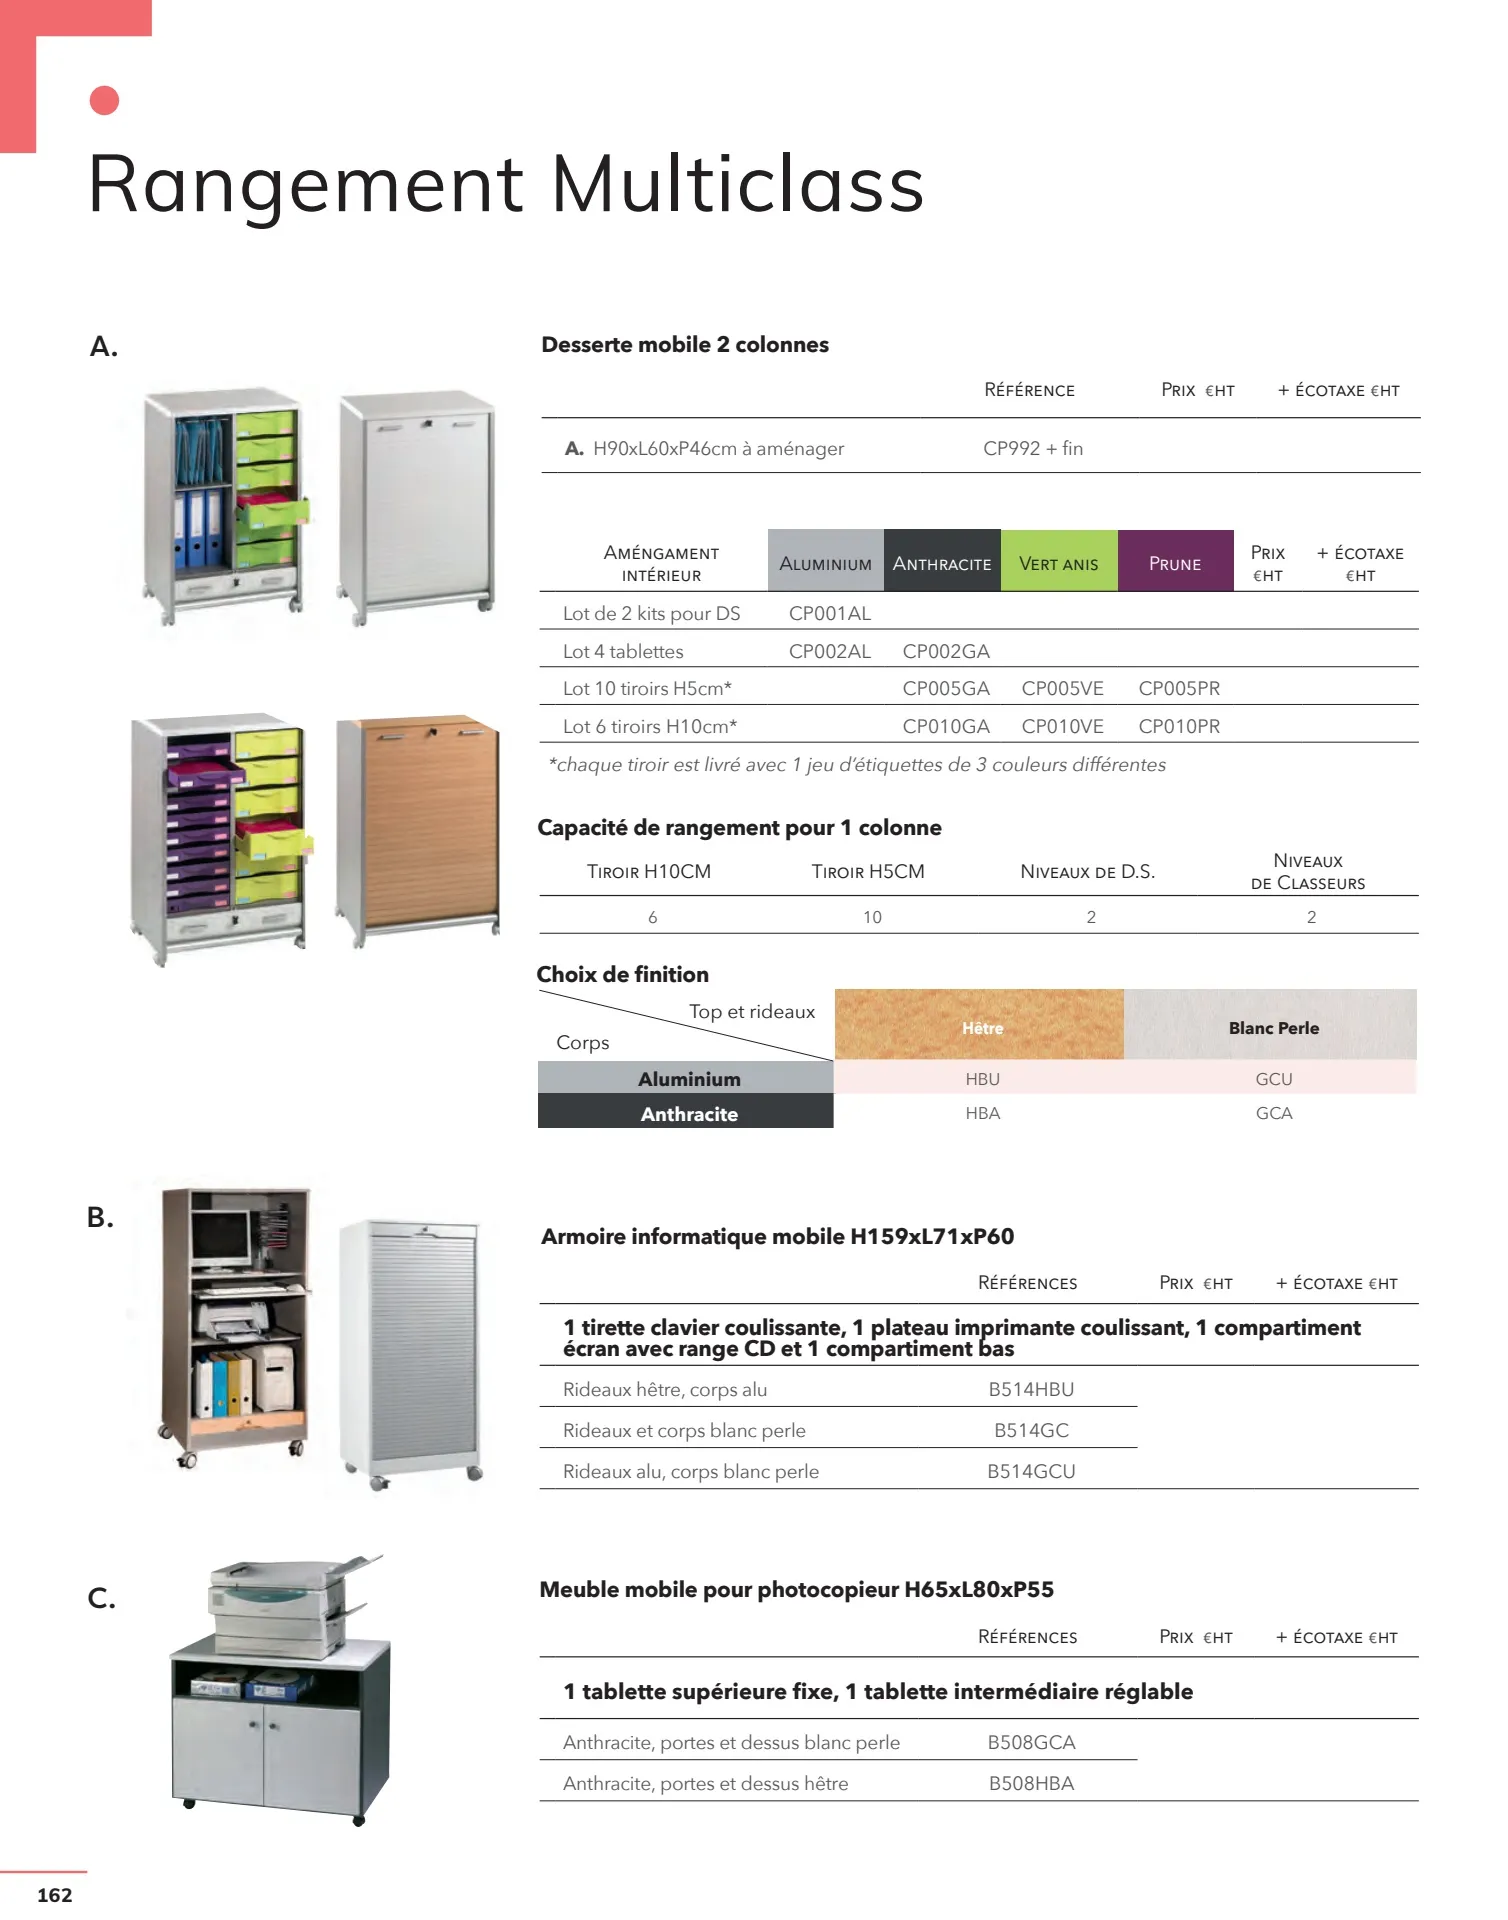 Rangement Multiclass
A.
Desserte mobile 2 colonnes
Référence Prix €ht + écotaxe €ht
A. H90xL60xP46cm à aménager CP992 + fin
Améngament intérieur Aluminium Anthracite Vert anis Prune Prix €ht + écotaxe €ht
Lot de 2 kits pour DS CP001AL
Lot 4 tablettes CP002AL CP002GA
Lot 10 tiroirs H5cm* CP005GA CP005VE CP005PR
Lot 6 tiroirs H10cm* CP010GA CP010VE CP010PR
*chaque tiroir est livré avec 1 jeu d'étiquettes de 3 couleurs différentes
Capacité de rangement pour 1 colonne
Tiroir H10CM Tiroir H5CM Niveaux de D.S. Niveaux de Classeurs
6 10 2 2
Choix de finition
Top et rideaux
Corps
Hêtre Blanc Perle
Aluminium HBU GCU
Anthracite HBA GCA
B.
Armoire informatique mobile H159xL71xP60
Références Prix €ht + écotaxe €ht
1 tirette clavier coulissante, 1 plateau imprimante coulissant, 1 compartiment
écran avec range CD et 1 compartiment bas
Rideaux hêtre, corps alu B514HBU
Rideaux et corps blanc perle B514GC
Rideaux alu, corps blanc perle B514GCU
C.
Meuble mobile pour photocopieur H65xL80xP55
Références Prix €ht + écotaxe €ht
1 tablette supérieure fixe, 1 tablette intermédiaire réglable
Anthracite, portes et dessus blanc perle B508GCA
Anthracite, portes et dessus hêtre B508HBA
162